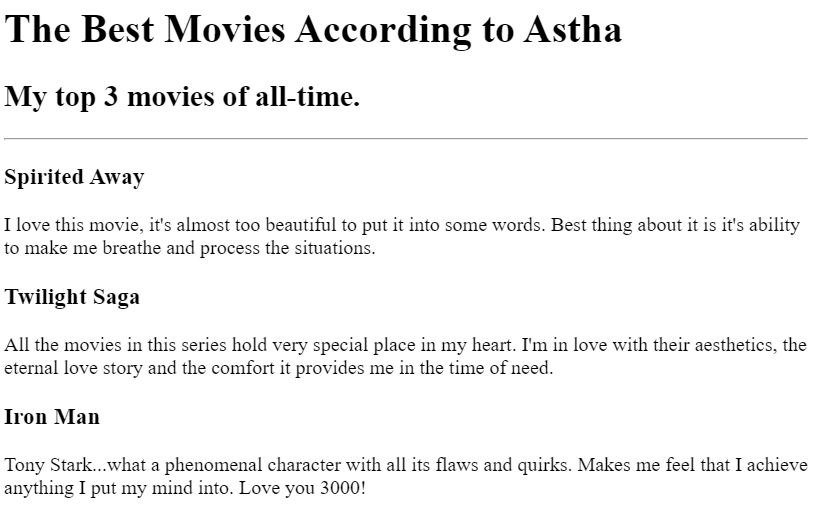 The Best Movies According to Astha
My top 3 movies of all-time.
Spirited Away
I love this movie, it's almost too beautiful to put it into some words. Best thing about it is it's ability
to make me breathe and process the situations.
Twilight Saga
All the movies in this series hold very special place in my heart. I'm in love with their aesthetics, the
eternal love story and the comfort it provides me in the time of need.
Iron Man
Tony Stark...what a phenomenal character with all its flaws and quirks. Makes me feel that I achieve
anything I put my mind into. Love you 3000!